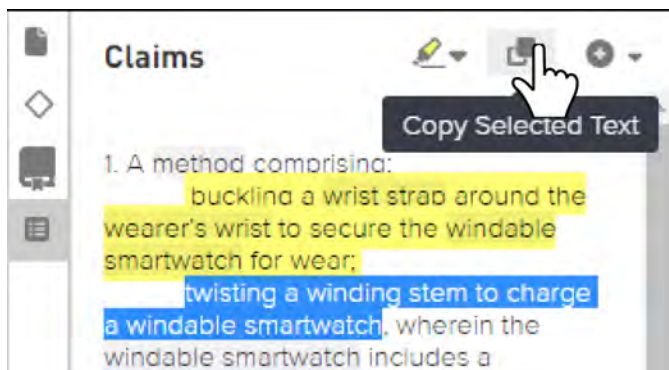 Claims
Copy Selected Text
1. A method comprising:
buckling a wrist strap around the
wearer's wrist to secure the windable
smartwatch for wear;
twisting a winding stem to charge
a windable smartwatch, wherein the
windable smartwatch includes a